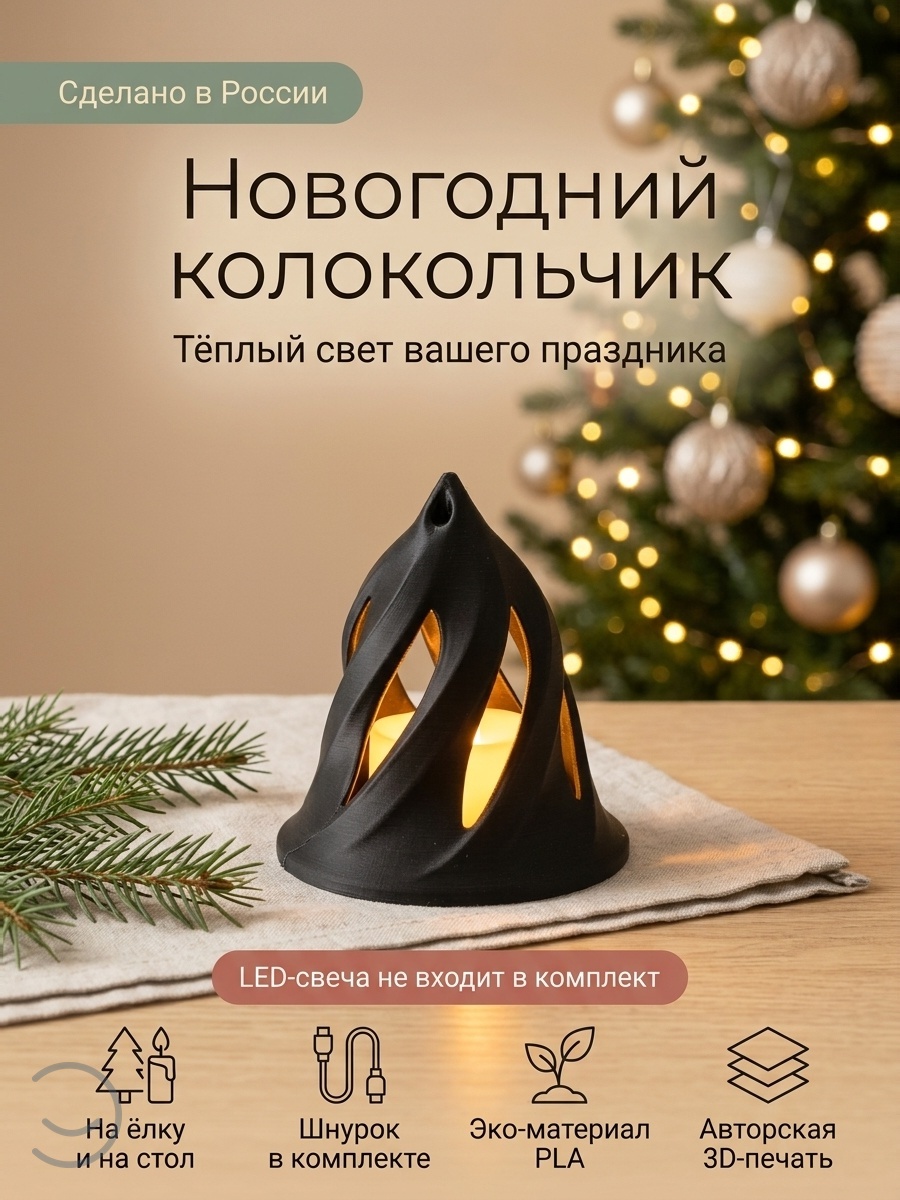 Сделано в России
Новогодний
колокольчик
Тёплый свет вашего праздника
LED-свеча не входит в комплект
На ёлку
и на стол
Шнурок
в комплекте
Эко-материал
PLA
Авторская
3D-печать